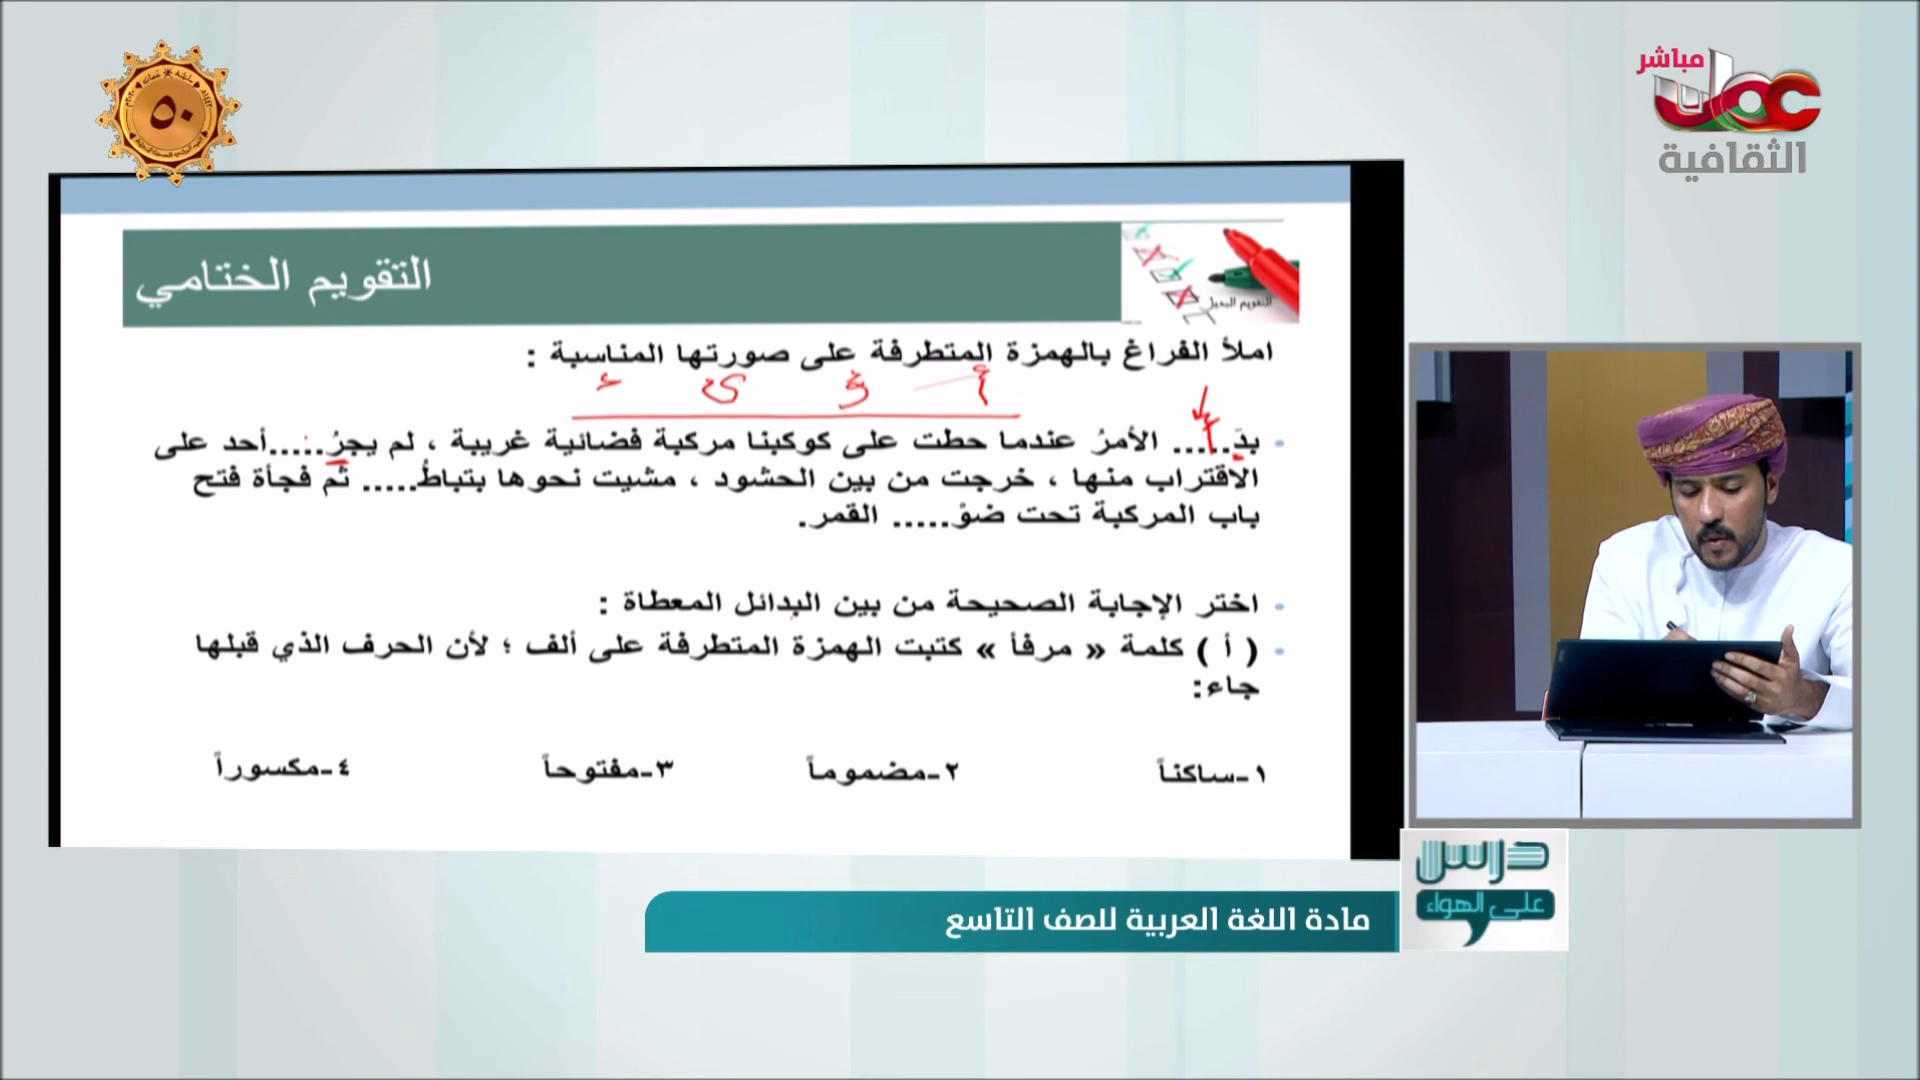 مباشر
عمان
الثقافية
٥٠
التقويم الختامي
التقويم البديل
املأ الفراغ بالهمزة المتطرفة على صورتها المناسبة :
أ ؤ ئ ء
بدَ..... الأمرُ عندما حطت على كوكبنا مركبة فضائية غريبة ، لم يجرُ.....أحد على
الاقتراب منها ، خرجت من بين الحشود ، مشيت نحوها بتباطُ..... ثم فجأة فتح
باب المركبة تحت ضوْ..... القمر.
اختر الإجابة الصحيحة من بين البدائل المعطاة :
( أ ) كلمة « مرفأ » كتبت الهمزة المتطرفة على ألف ؛ لأن الحرف الذي قبلها
جاء:
١-ساكناً ٢-مضموماً ٣-مفتوحاً ٤-مكسوراً
درس
على الهواء
مادة اللغة العربية للصف التاسع